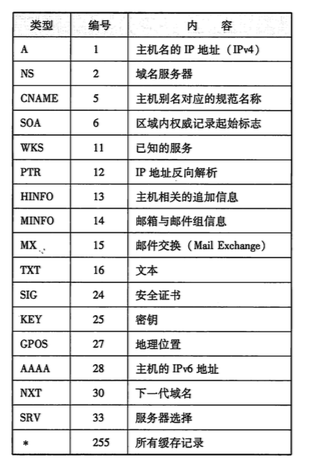 类型 编号 内 容
A 1 主机名的 IP 地址（IPv4）
NS 2 域名服务器
CNAME 5 主机别名对应的规范名称
SOA 6 区域内权威记录起始标志
WKS 11 已知的服务
PTR 12 IP 地址反向解析
HINFO 13 主机相关的追加信息
MINFO 14 邮箱与邮件组信息
MX 15 邮件交换（Mail Exchange）
TXT 16 文本
SIG 24 安全证书
KEY 25 密钥
GPOS 27 地理位置
AAAA 28 主机的 IPv6 地址
NXT 30 下一代域名
SRV 33 服务器选择
* 255 所有缓存记录